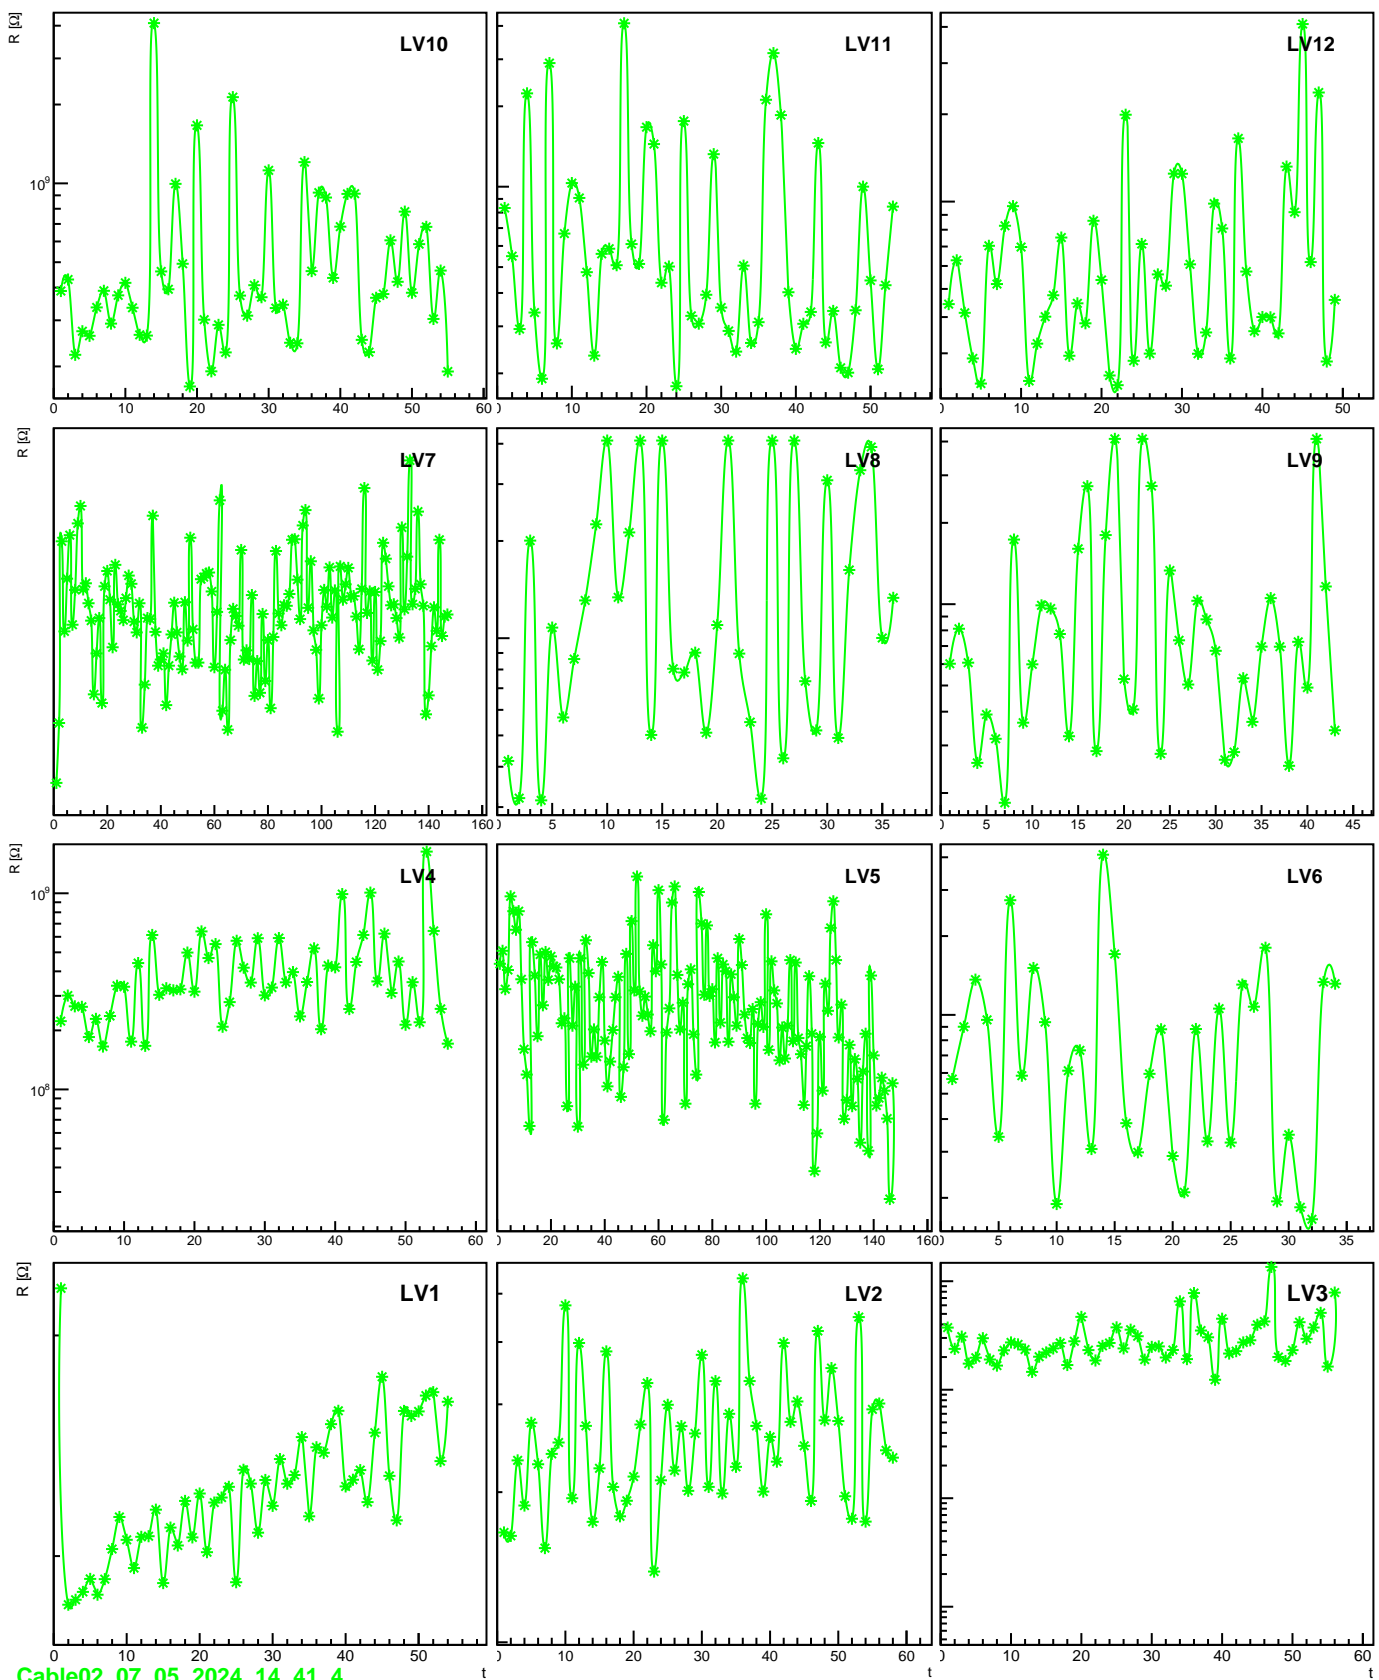 R [Ω]
LV10
LV11
LV12
10⁹
0 10 20 30 40 50 60
10 20 30 40 50
0 10 20 30 40 50
R [Ω]
LV7
LV8
LV9
0 20 40 60 80 100 120 140 160
5 10 15 20 25 30 35
5 10 15 20 25 30 35 40 45
R [Ω]
LV4
LV5
LV6
10⁹
10⁸
0 10 20 30 40 50 60
20 40 60 80 100 120 140 160
5 10 15 20 25 30 35
R [Ω]
LV1
LV2
LV3
0 10 20 30 40 50
0 10 20 30 40 50 60
0 10 20 30 40 50 60
t
t
t
Cable02_07_05_2024_14_41_4